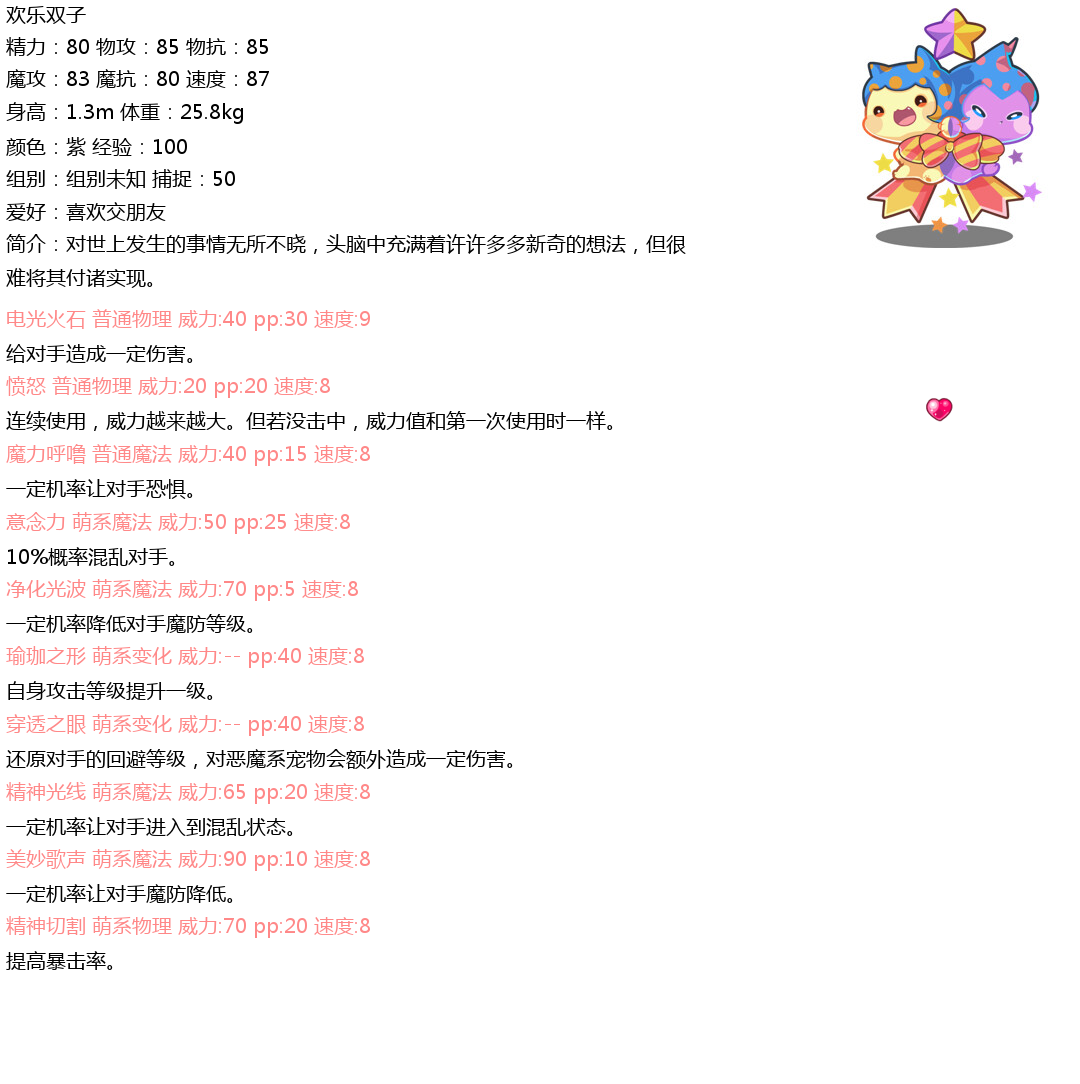 欢乐双子
精力：80 物攻：85 物抗：85
魔攻：83 魔抗：80 速度：87
身高：1.3m 体重：25.8kg
颜色：紫 经验：100
组别：组别未知 捕捉：50
爱好：喜欢交朋友
简介：对世上发生的事情无所不晓，头脑中充满着许许多多新奇的想法，但很
难将其付诸实现。
电光火石 普通物理 威力:40 pp:30 速度:9
给对手造成一定伤害。
愤怒 普通物理 威力:20 pp:20 速度:8
连续使用，威力越来越大。但若没击中，威力值和第一次使用时一样。
魔力呼噜 普通魔法 威力:40 pp:15 速度:8
一定机率让对手恐惧。
意念力 萌系魔法 威力:50 pp:25 速度:8
10%概率混乱对手。
净化光波 萌系魔法 威力:70 pp:5 速度:8
一定机率降低对手魔防等级。
瑜珈之形 萌系变化 威力:-- pp:40 速度:8
自身攻击等级提升一级。
穿透之眼 萌系变化 威力:-- pp:40 速度:8
还原对手的回避等级，对恶魔系宠物会额外造成一定伤害。
精神光线 萌系魔法 威力:65 pp:20 速度:8
一定机率让对手进入到混乱状态。
美妙歌声 萌系魔法 威力:90 pp:10 速度:8
一定机率让对手魔防降低。
精神切割 萌系物理 威力:70 pp:20 速度:8
提高暴击率。